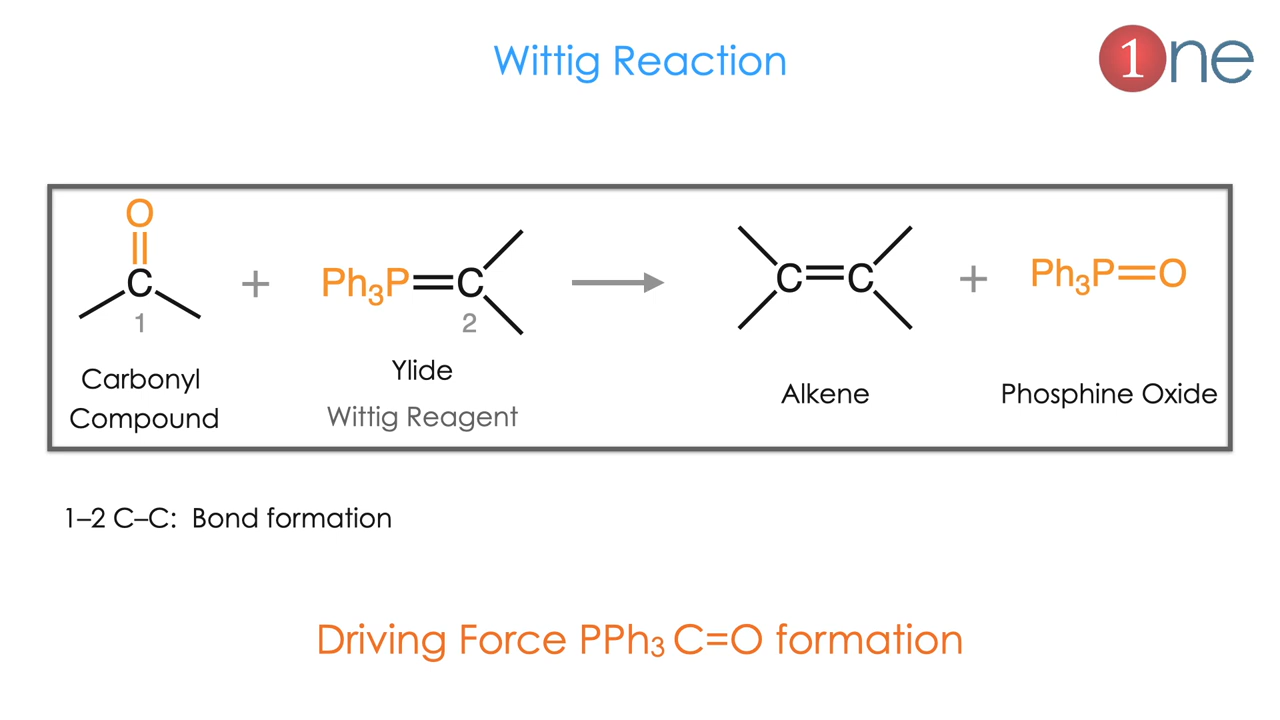 Wittig Reaction
1ne
O
C
1
+
Ph₃P=C
2
C=C
+
Ph₃P=O
Carbonyl
Compound
Ylide
Wittig Reagent
Alkene
Phosphine Oxide
1–2 C–C: Bond formation
Driving Force PPh₃ C=O formation